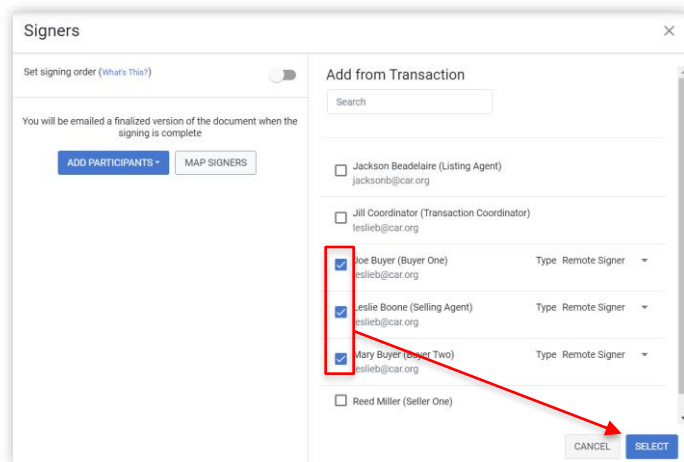 Signers
Set signing order (What's This?)
You will be emailed a finalized version of the document when the
signing is complete
ADD PARTICIPANTS
MAP SIGNERS
Add from Transaction
Search
Jackson Beadelaire (Listing Agent)
jacksonb@car.org
Jill Coordinator (Transaction Coordinator)
leslieb@car.org
Joe Buyer (Buyer One) Type Remote Signer
leslieb@car.org
Leslie Boone (Selling Agent) Type Remote Signer
leslieb@car.org
Mary Buyer (Buyer Two) Type Remote Signer
leslieb@car.org
Reed Miller (Seller One)
CANCEL SELECT